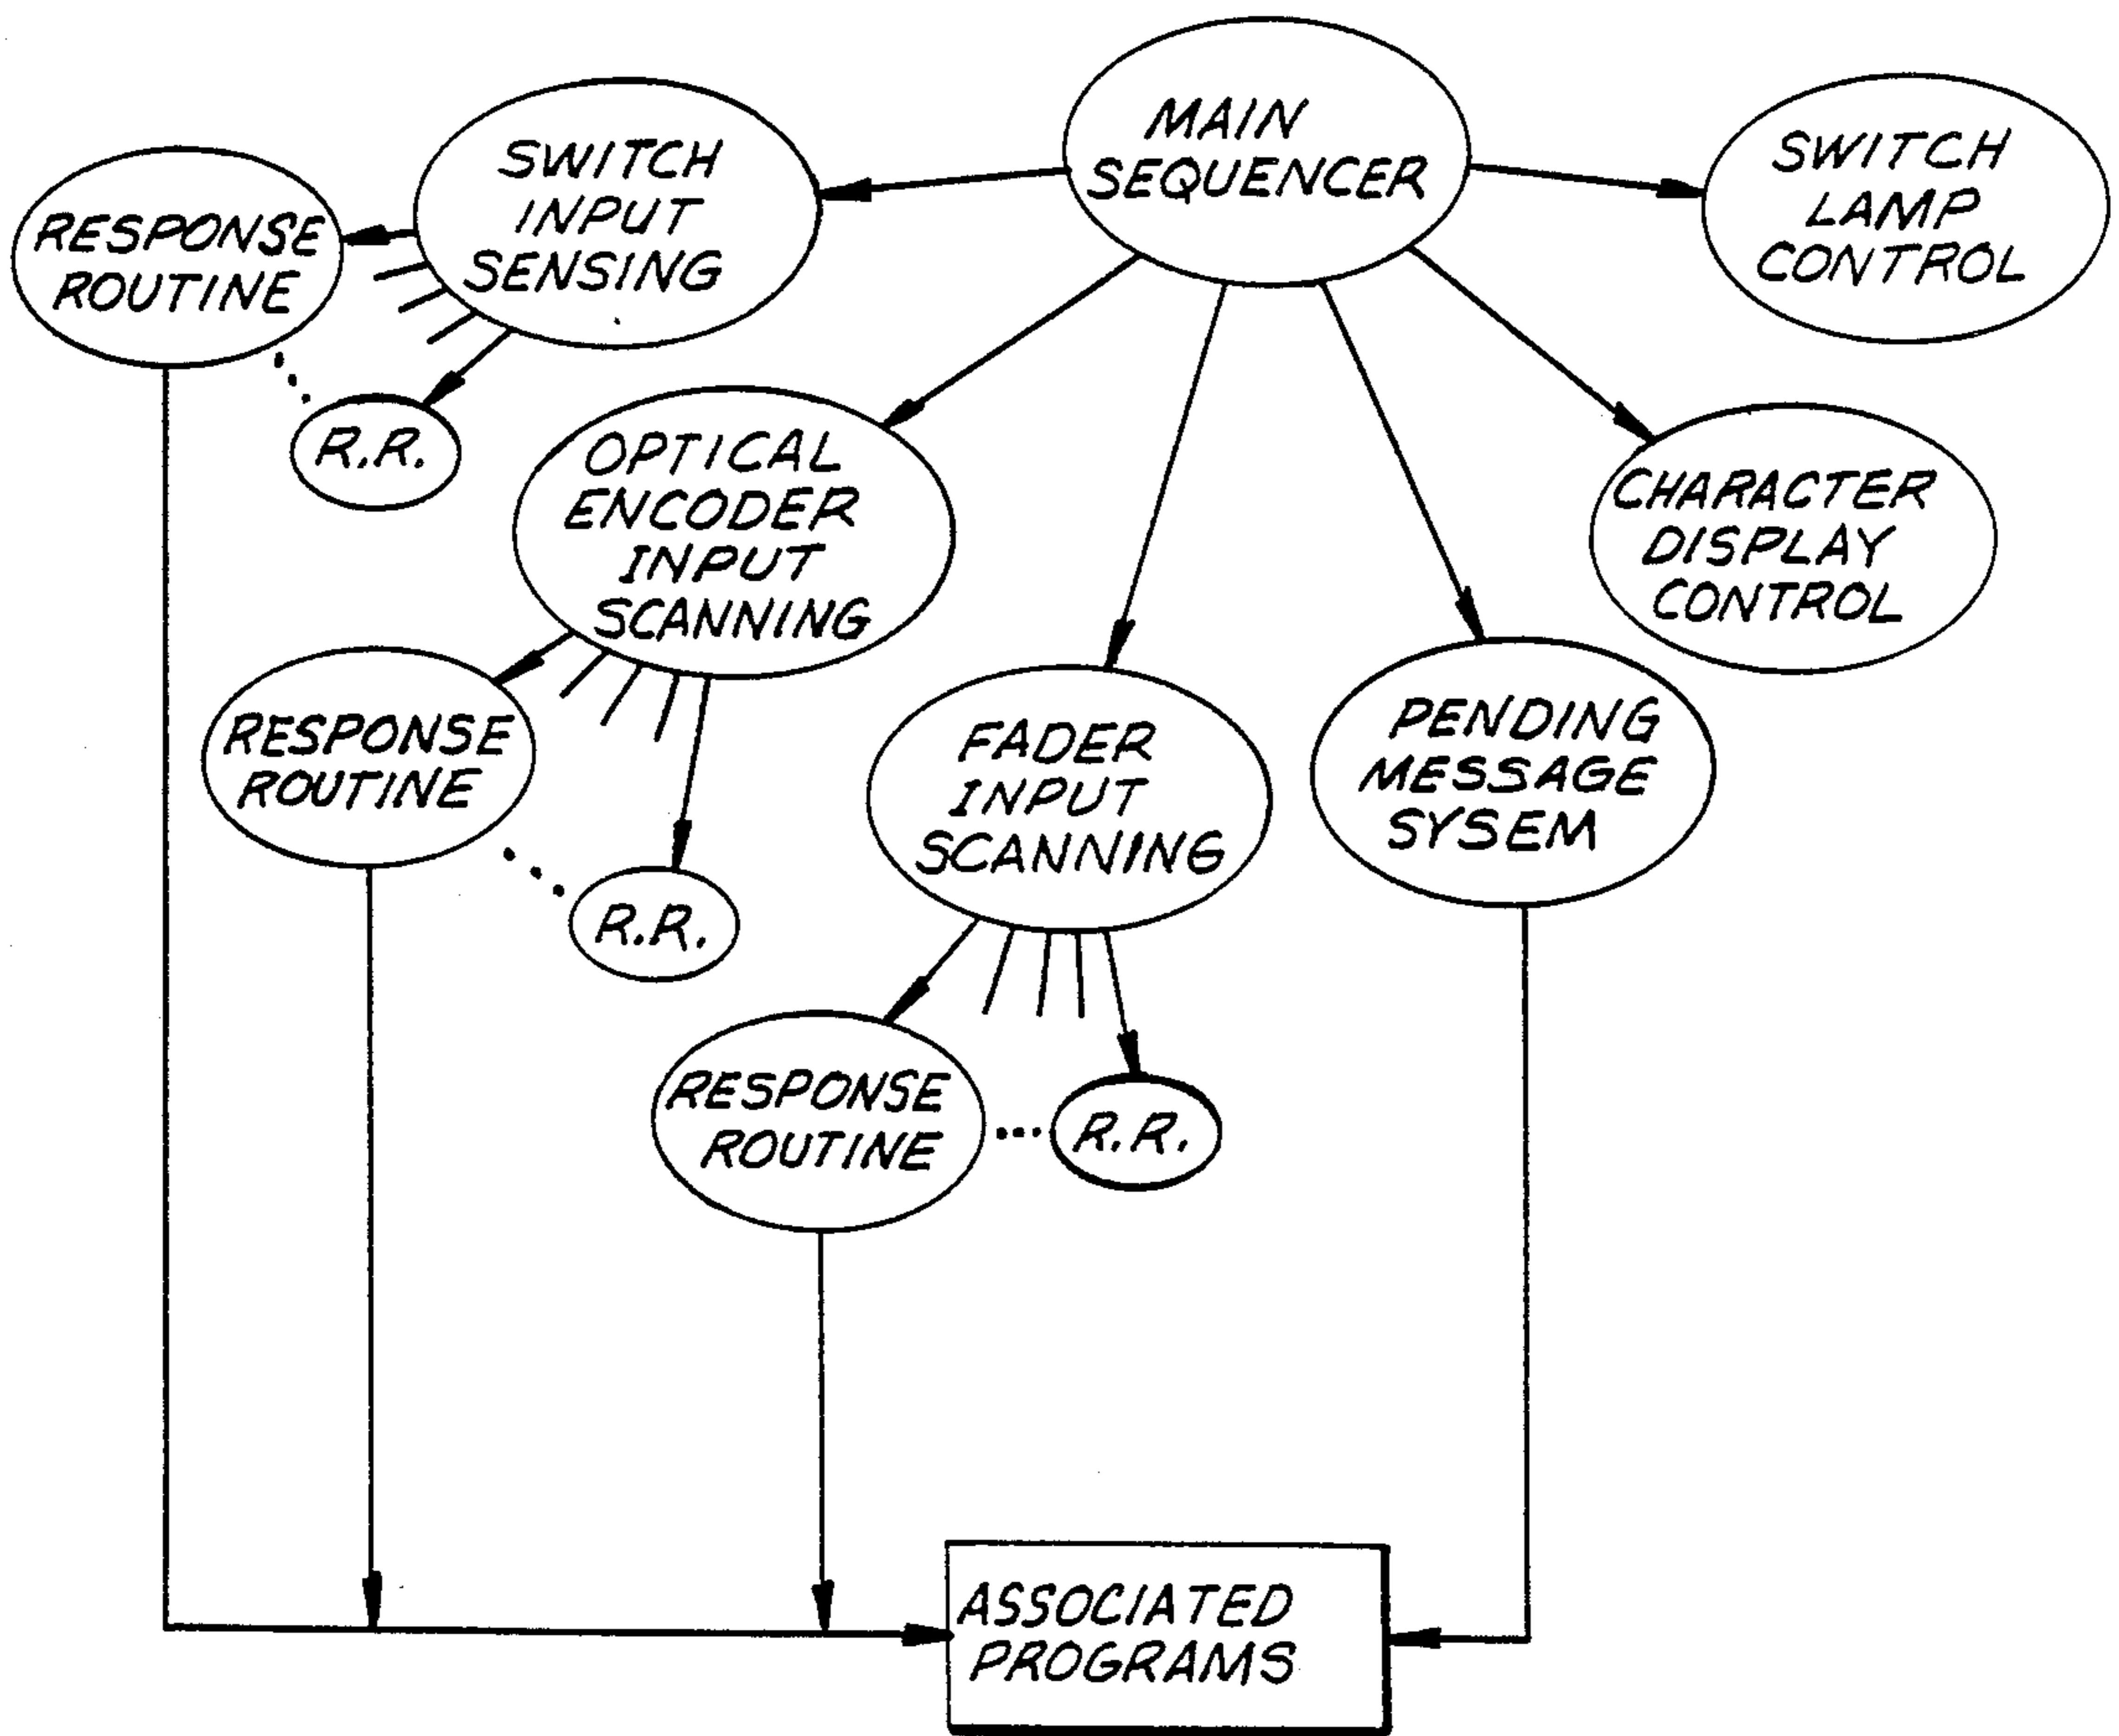 MAIN
SEQUENCER
SWITCH
INPUT
SENSING
SWITCH
LAMP
CONTROL
RESPONSE
ROUTINE
R.R.
OPTICAL
ENCODER
INPUT
SCANNING
CHARACTER
DISPLAY
CONTROL
RESPONSE
ROUTINE
R.R.
FADER
INPUT
SCANNING
PENDING
MESSAGE
SYSEM
RESPONSE
ROUTINE
R.R.
ASSOCIATED
PROGRAMS